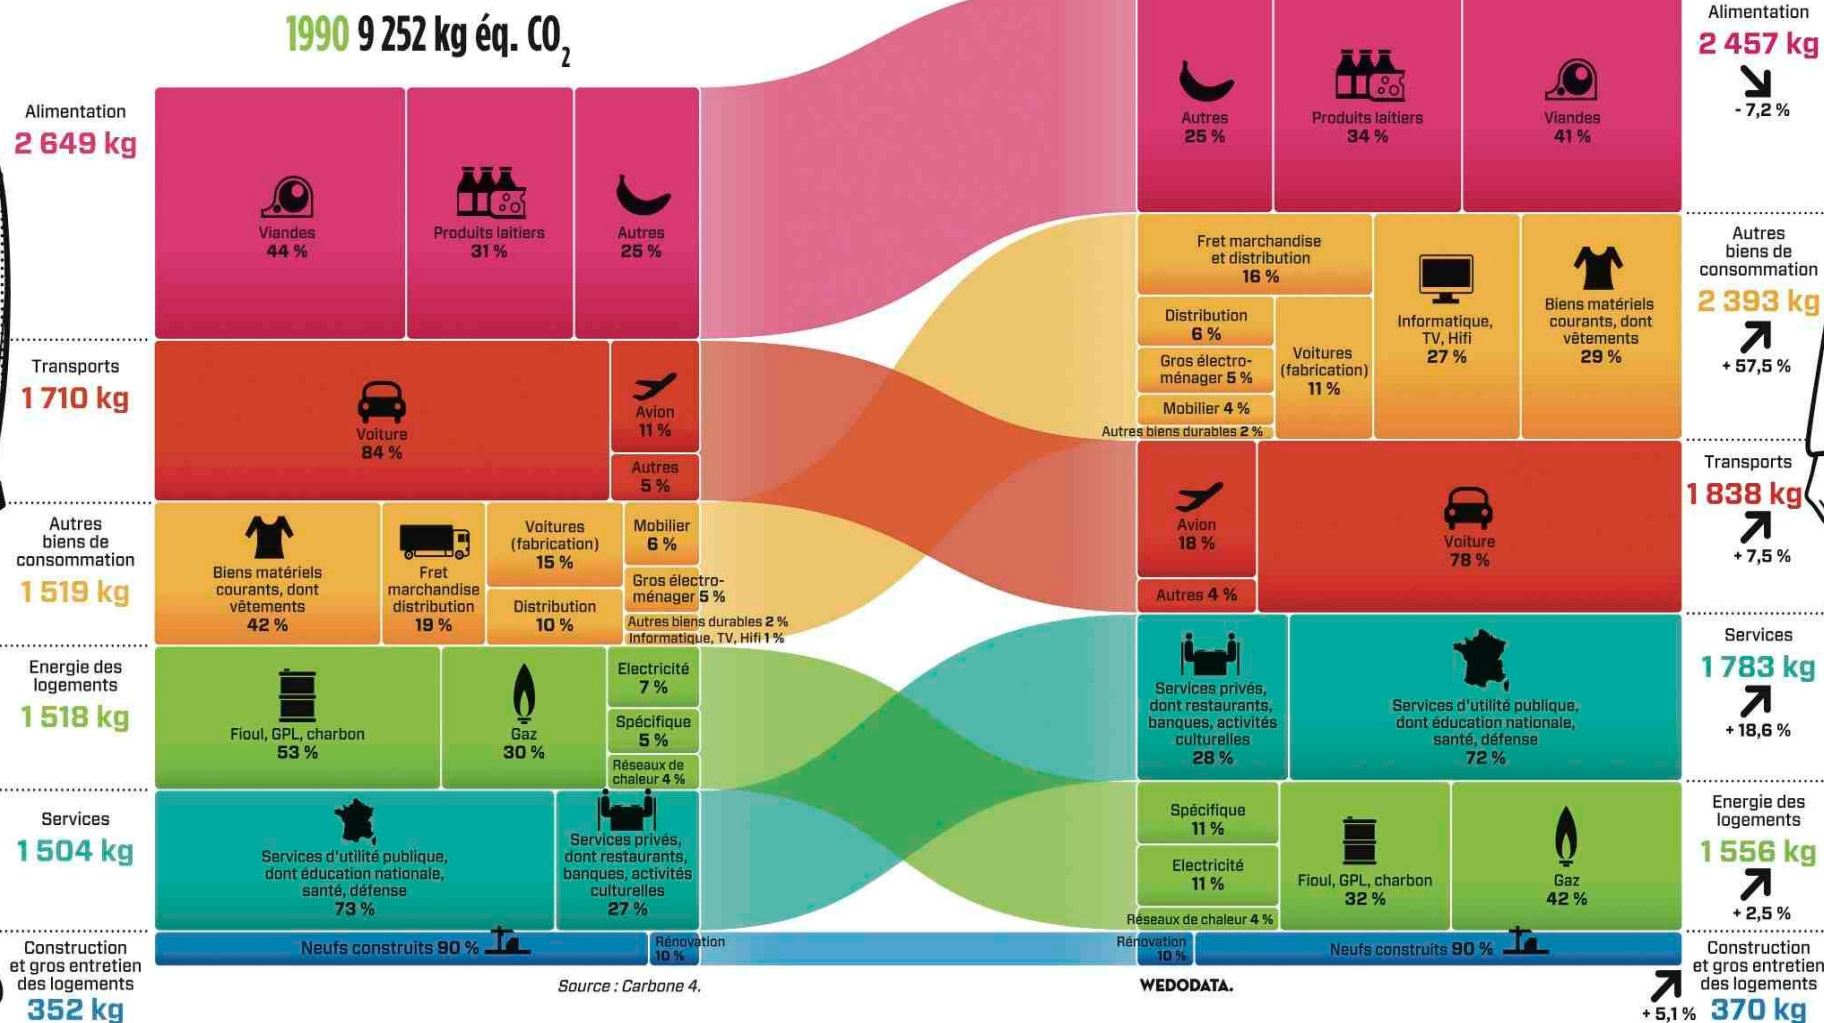 1990 9 252 kg éq. CO2
Alimentation
2 649 kg
Viandes
44 %
Produits laitiers
31 %
Autres
25 %
Transports
1 710 kg
Voiture
84 %
Avion
11 %
Autres
5 %
Autres
biens de
consommation
1 519 kg
Biens matériels
courants, dont
vêtements
42 %
Fret
marchandise
distribution
19 %
Voitures
(fabrication)
15 %
Distribution
10 %
Mobilier
6 %
Gros électro-
ménager 5 %
Autres biens durables 2 %
Informatique, TV, Hifi 1 %
Energie des
logements
1 518 kg
Fioul, GPL, charbon
53 %
Gaz
30 %
Electricité
7 %
Spécifique
5 %
Réseaux de
chaleur 4 %
Services
1 504 kg
Services d'utilité publique,
dont éducation nationale,
santé, défense
73 %
Services privés,
dont restaurants,
banques, activités
culturelles
27 %
Construction
et gros entretien
des logements
352 kg
Neufs construits 90 %
Rénovation
10 %
Source : Carbone 4.
Autres
25 %
Produits laitiers
34 %
Viandes
41 %
Alimentation
2 457 kg
- 7,2 %
Fret marchandise
et distribution
16 %
Distribution
6 %
Gros électro-
ménager 5 %
Mobilier 4 %
Autres biens durables 2 %
Voitures
(fabrication)
11 %
Informatique,
TV, Hifi
27 %
Biens matériels
courants, dont
vêtements
29 %
Autres
biens de
consommation
2 393 kg
+ 57,5 %
Avion
18 %
Autres 4 %
Voiture
78 %
Transports
1 838 kg
+ 7,5 %
Services privés,
dont restaurants,
banques, activités
culturelles
28 %
Services d'utilité publique,
dont éducation nationale,
santé, défense
72 %
Services
1 783 kg
+ 18,6 %
Spécifique
11 %
Electricité
11 %
Réseaux de chaleur 4 %
Fioul, GPL, charbon
32 %
Gaz
42 %
Energie des
logements
1 556 kg
+ 2,5 %
Rénovation
10 %
Neufs construits 90 %
Construction
et gros entretien
des logements
+ 5,1 % 370 kg
WEDODATA.